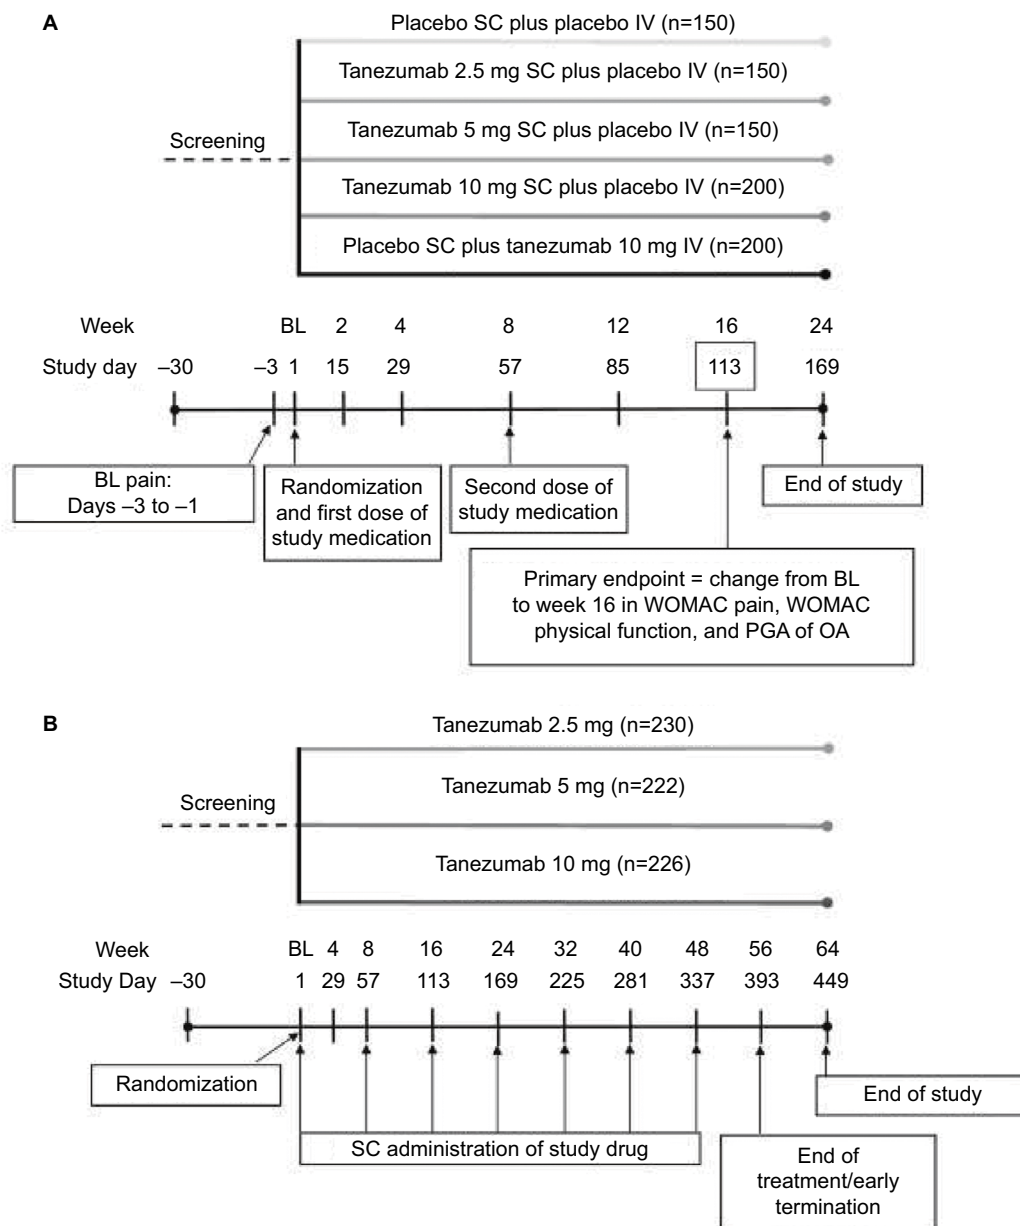 A
Placebo SC plus placebo IV (n=150)
Tanezumab 2.5 mg SC plus placebo IV (n=150)
Tanezumab 5 mg SC plus placebo IV (n=150)
Screening
Tanezumab 10 mg SC plus placebo IV (n=200)
Placebo SC plus tanezumab 10 mg IV (n=200)
Week BL 2 4 8 12 16 24
Study day –30 –3 1 15 29 57 85 113 169
BL pain:
Days –3 to –1
Randomization
and first dose of
study medication
Second dose of
study medication
End of study
Primary endpoint = change from BL
to week 16 in WOMAC pain, WOMAC
physical function, and PGA of OA
B
Tanezumab 2.5 mg (n=230)
Tanezumab 5 mg (n=222)
Screening
Tanezumab 10 mg (n=226)
Week BL 4 8 16 24 32 40 48 56 64
Study Day –30 1 29 57 113 169 225 281 337 393 449
Randomization
End of study
SC administration of study drug
End of
treatment/early
termination